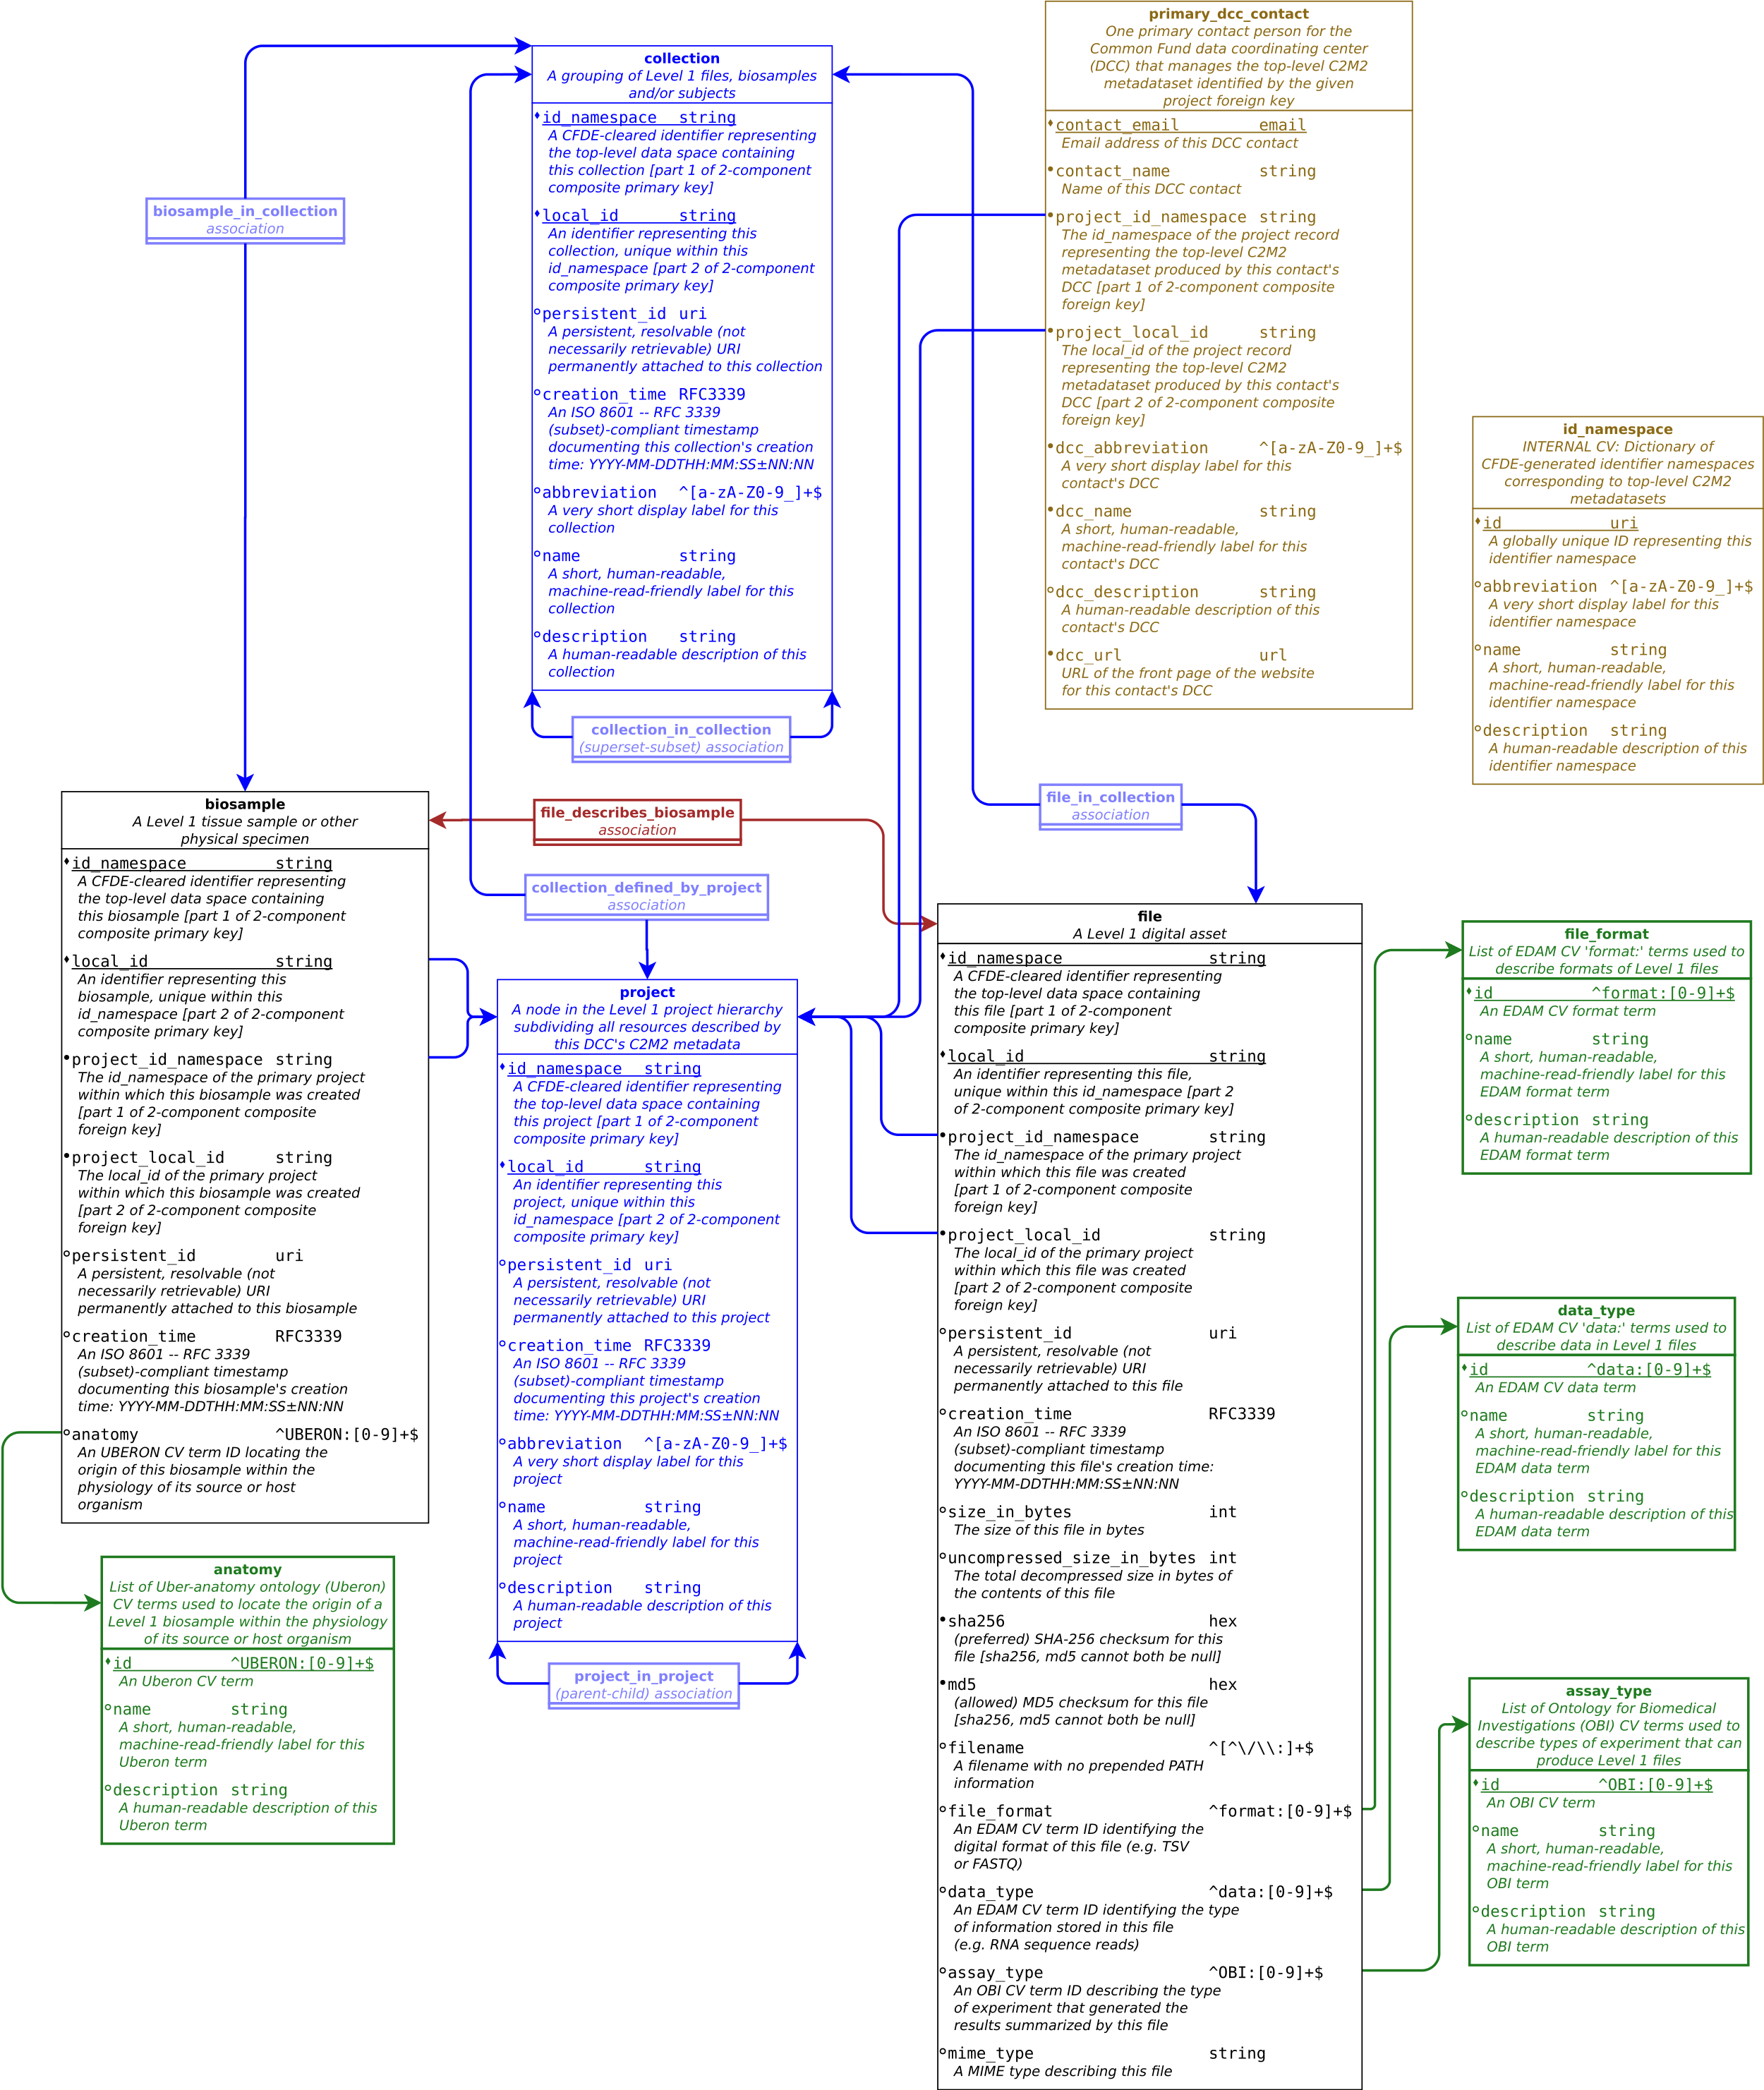 primary_dcc_contact
One primary contact person for the
Common Fund data coordinating center
(DCC) that manages the top-level C2M2
metadataset identified by the given
project foreign key
contact_email email
Email address of this DCC contact
contact_name string
Name of this DCC contact
project_id_namespace string
The id_namespace of the project record
representing the top-level C2M2
metadataset produced by this contact's
DCC [part 1 of 2-component composite
foreign key]
project_local_id string
The local_id of the project record
representing the top-level C2M2
metadataset produced by this contact's
DCC [part 2 of 2-component composite
foreign key]
dcc_abbreviation ^[a-zA-Z0-9_]+$
A very short display label for this
contact's DCC
dcc_name string
A short, human-readable,
machine-read-friendly label for this
contact's DCC
dcc_description string
A human-readable description of this
contact's DCC
dcc_url url
URL of the front page of the website
for this contact's DCC
collection
A grouping of Level 1 files, biosamples
and/or subjects
id_namespace string
A CFDE-cleared identifier representing
the top-level data space containing
this collection [part 1 of 2-component
composite primary key]
local_id string
An identifier representing this
collection, unique within this
id_namespace [part 2 of 2-component
composite primary key]
persistent_id uri
A persistent, resolvable (not
necessarily retrievable) URI
permanently attached to this collection
creation_time RFC3339
An ISO 8601 -- RFC 3339
(subset)-compliant timestamp
documenting this collection's creation
time: YYYY-MM-DDTHH:MM:SS±NN:NN
abbreviation ^[a-zA-Z0-9_]+$
A very short display label for this
collection
name string
A short, human-readable,
machine-read-friendly label for this
collection
description string
A human-readable description of this
collection
biosample_in_collection
association
id_namespace
INTERNAL CV: Dictionary of
CFDE-generated identifier namespaces
corresponding to top-level C2M2
metadatasets
id uri
A globally unique ID representing this
identifier namespace
abbreviation ^[a-zA-Z0-9_]+$
A very short display label for this
identifier namespace
name string
A short, human-readable,
machine-read-friendly label for this
identifier namespace
description string
A human-readable description of this
identifier namespace
collection_in_collection
(superset-subset) association
file_describes_biosample
association
file_in_collection
association
collection_defined_by_project
association
biosample
A Level 1 tissue sample or other
physical specimen
id_namespace string
A CFDE-cleared identifier representing
the top-level data space containing
this biosample [part 1 of 2-component
composite primary key]
local_id string
An identifier representing this
biosample, unique within this
id_namespace [part 2 of 2-component
composite primary key]
project_id_namespace string
The id_namespace of the primary project
within which this biosample was created
[part 1 of 2-component composite
foreign key]
project_local_id string
The local_id of the primary project
within which this biosample was created
[part 2 of 2-component composite
foreign key]
persistent_id uri
A persistent, resolvable (not
necessarily retrievable) URI
permanently attached to this biosample
creation_time RFC3339
An ISO 8601 -- RFC 3339
(subset)-compliant timestamp
documenting this biosample's creation
time: YYYY-MM-DDTHH:MM:SS±NN:NN
anatomy ^UBERON:[0-9]+$
An UBERON CV term ID locating the
origin of this biosample within the
physiology of its source or host
organism
project
A node in the Level 1 project hierarchy
subdividing all resources described by
this DCC's C2M2 metadata
id_namespace string
A CFDE-cleared identifier representing
the top-level data space containing
this project [part 1 of 2-component
composite primary key]
local_id string
An identifier representing this
project, unique within this
id_namespace [part 2 of 2-component
composite primary key]
persistent_id uri
A persistent, resolvable (not
necessarily retrievable) URI
permanently attached to this project
creation_time RFC3339
An ISO 8601 -- RFC 3339
(subset)-compliant timestamp
documenting this project's creation
time: YYYY-MM-DDTHH:MM:SS±NN:NN
abbreviation ^[a-zA-Z0-9_]+$
A very short display label for this
project
name string
A short, human-readable,
machine-read-friendly label for this
project
description string
A human-readable description of this
project
project_in_project
(parent-child) association
file
A Level 1 digital asset
id_namespace string
A CFDE-cleared identifier representing
the top-level data space containing
this file [part 1 of 2-component
composite primary key]
local_id string
An identifier representing this file,
unique within this id_namespace [part 2
of 2-component composite primary key]
project_id_namespace string
The id_namespace of the primary project
within which this file was created
[part 1 of 2-component composite
foreign key]
project_local_id string
The local_id of the primary project
within which this file was created
[part 2 of 2-component composite
foreign key]
persistent_id uri
A persistent, resolvable (not
necessarily retrievable) URI
permanently attached to this file
creation_time RFC3339
An ISO 8601 -- RFC 3339
(subset)-compliant timestamp
documenting this file's creation time:
YYYY-MM-DDTHH:MM:SS±NN:NN
size_in_bytes int
The size of this file in bytes
uncompressed_size_in_bytes int
The total decompressed size in bytes of
the contents of this file
sha256 hex
(preferred) SHA-256 checksum for this
file [sha256, md5 cannot both be null]
md5 hex
(allowed) MD5 checksum for this file
[sha256, md5 cannot both be null]
filename ^[^\/\\:]+$
A filename with no prepended PATH
information
file_format ^format:[0-9]+$
An EDAM CV term ID identifying the
digital format of this file (e.g. TSV
or FASTQ)
data_type ^data:[0-9]+$
An EDAM CV term ID identifying the type
of information stored in this file
(e.g. RNA sequence reads)
assay_type ^OBI:[0-9]+$
An OBI CV term ID describing the type
of experiment that generated the
results summarized by this file
mime_type string
A MIME type describing this file
file_format
List of EDAM CV 'format:' terms used to
describe formats of Level 1 files
id ^format:[0-9]+$
An EDAM CV format term
name string
A short, human-readable,
machine-read-friendly label for this
EDAM format term
description string
A human-readable description of this
EDAM format term
data_type
List of EDAM CV 'data:' terms used to
describe data in Level 1 files
id ^data:[0-9]+$
An EDAM CV data term
name string
A short, human-readable,
machine-read-friendly label for this
EDAM data term
description string
A human-readable description of this
EDAM data term
anatomy
List of Uber-anatomy ontology (Uberon)
CV terms used to locate the origin of a
Level 1 biosample within the physiology
of its source or host organism
id ^UBERON:[0-9]+$
An Uberon CV term
name string
A short, human-readable,
machine-read-friendly label for this
Uberon term
description string
A human-readable description of this
Uberon term
assay_type
List of Ontology for Biomedical
Investigations (OBI) CV terms used to
describe types of experiment that can
produce Level 1 files
id ^OBI:[0-9]+$
An OBI CV term
name string
A short, human-readable,
machine-read-friendly label for this
OBI term
description string
A human-readable description of this
OBI term